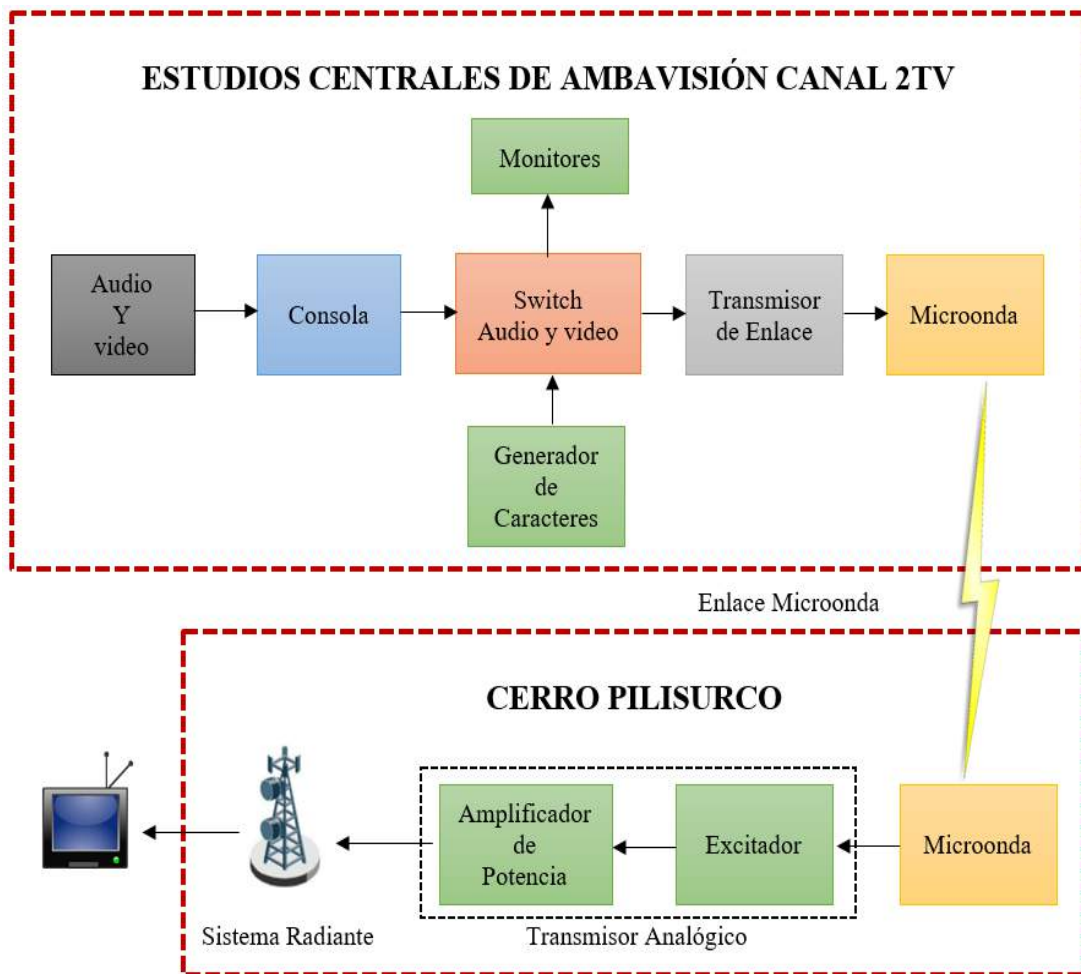 ESTUDIOS CENTRALES DE AMBAVISIÓN CANAL 2TV
Monitores
Audio
Y
video
Consola
Switch
Audio y video
Transmisor
de Enlace
Microonda
Generador
de
Caracteres
Enlace Microonda
CERRO PILISURCO
Amplificador
de
Potencia
Excitador
Microonda
Sistema Radiante
Transmisor Analógico